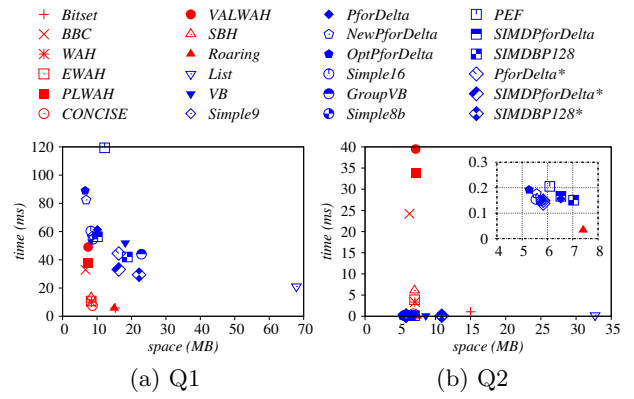 Bitset VALWAH PforDelta PEF
BBC SBH NewPforDelta SIMDPforDelta
WAH Roaring OptPforDelta SIMDBP128
EWAH List Simple16 PforDelta*
PLWAH VB GroupVB SIMDPforDelta*
CONCISE Simple9 Simple8b SIMDBP128*
120
100
80
60
40
20
0
time (ms)
0 10 20 30 40 50 60 70
space (MB)
(a) Q1
40
35
30
25
20
15
10
5
0
time (ms)
0 5 10 15 20 25 30 35
space (MB)
0.3
0.2
0.1
0
4 5 6 7 8
(b) Q2